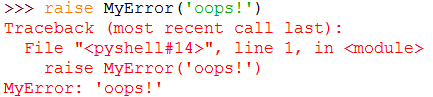 >>> raise MyError('oops!')
Traceback (most recent call last):
  File "<pyshell#14>", line 1, in <module>
    raise MyError('oops!')
MyError: 'oops!'